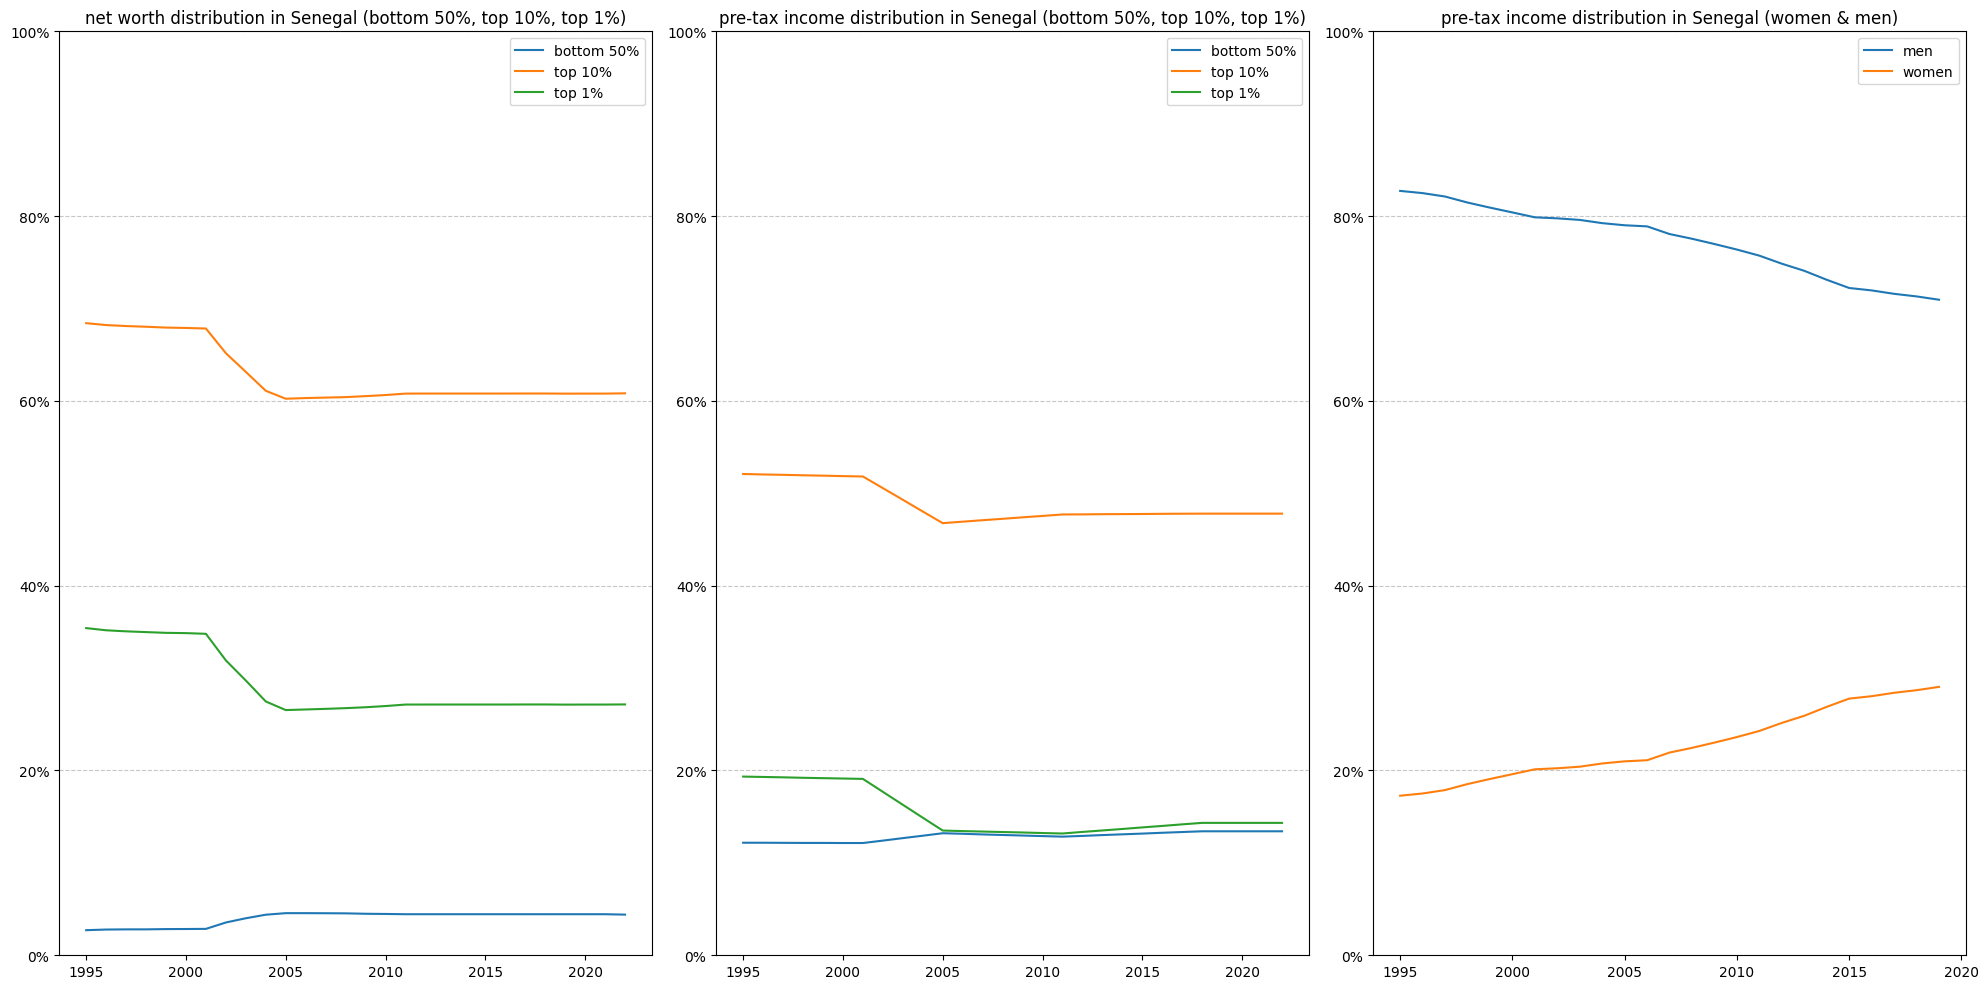 net worth distribution in Senegal (bottom 50%, top 10%, top 1%)
100%
80%
60%
40%
20%
0%
1995 2000 2005 2010 2015 2020
bottom 50%
top 10%
top 1%
pre-tax income distribution in Senegal (bottom 50%, top 10%, top 1%)
100%
80%
60%
40%
20%
0%
1995 2000 2005 2010 2015 2020
bottom 50%
top 10%
top 1%
pre-tax income distribution in Senegal (women & men)
100%
80%
60%
40%
20%
0%
1995 2000 2005 2010 2015 2020
men
women